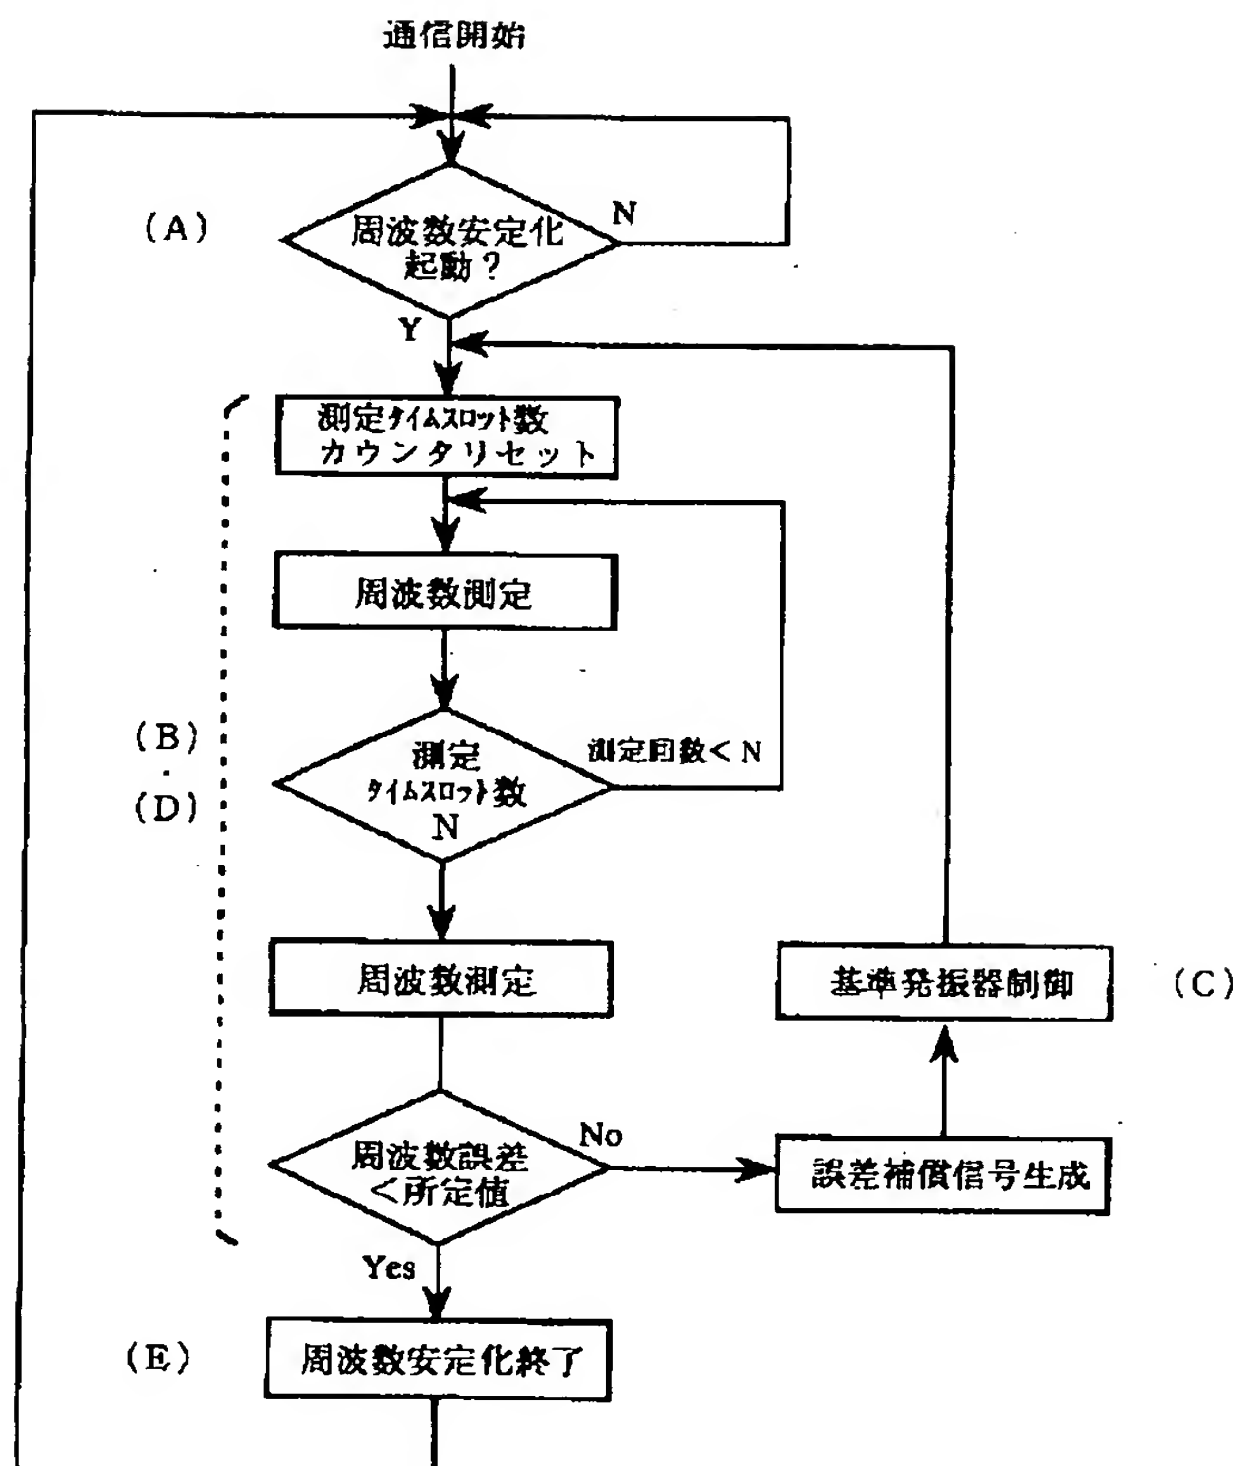 通信開始
(A)
周波数安定化
起動？
N
Y
測定ﾀｲﾑｽﾛｯﾄ数
カウンタリセット
周波数測定
(B)
・
(D)
測定
ﾀｲﾑｽﾛｯﾄ数
N
測定回数＜N
周波数測定
基準発振器制御
(C)
周波数誤差
＜所定値
No
誤差補償信号生成
Yes
(E)
周波数安定化終了